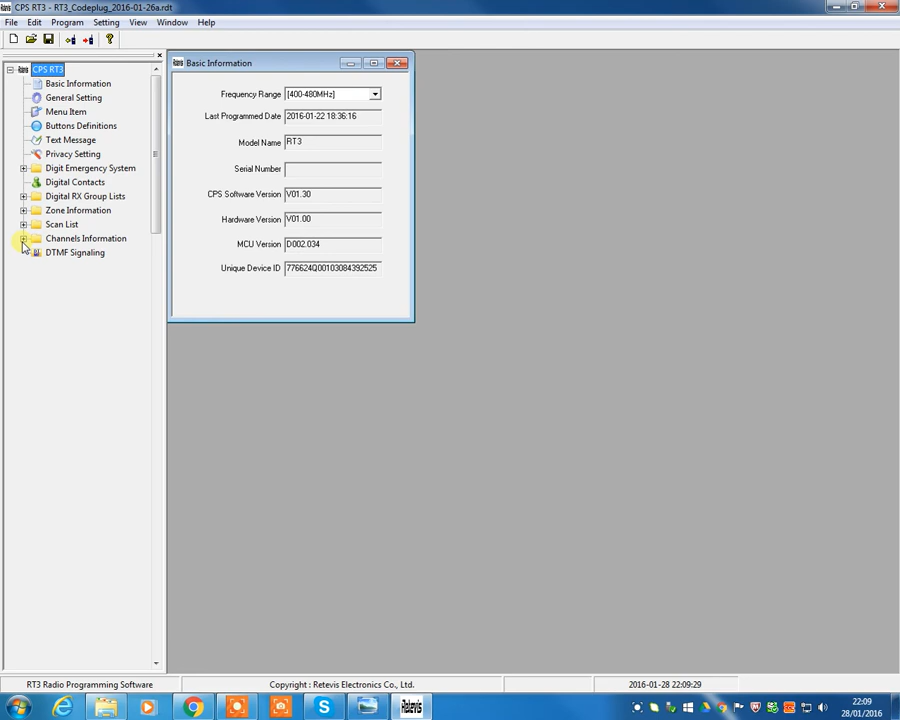 CPS RT3 - RT3_Codeplug_2016-01-26a.rdt
File Edit Program Setting View Window Help
CPS RT3
Basic Information
General Setting
Menu Item
Buttons Definitions
Text Message
Privacy Setting
Digit Emergency System
Digital Contacts
Digital RX Group Lists
Zone Information
Scan List
Channels Information
DTMF Signaling
Basic Information
Frequency Range [400-480MHz]
Last Programmed Date 2016-01-22 18:36:16
Model Name RT3
Serial Number
CPS Software Version V01.30
Hardware Version V01.00
MCU Version D002.034
Unique Device ID 776624Q00103084392525
RT3 Radio Programming Software Copyright : Retevis Electronics Co., Ltd. 2016-01-28 22:09:29
Retevis
22:09
28/01/2016